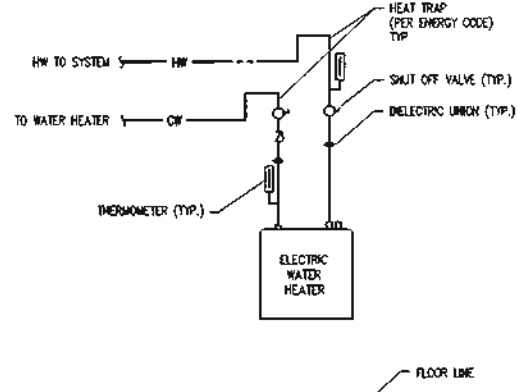 HEAT TRAP
(PER ENERGY CODE)
TYP
HW TO SYSTEM
HW
SHUT OFF VALVE (TYP.)
DIELECTRIC UNION (TYP.)
TO WATER HEATER
CW
THERMOMETER (TYP.)
ELECTRIC
WATER
HEATER
FLOOR LINE